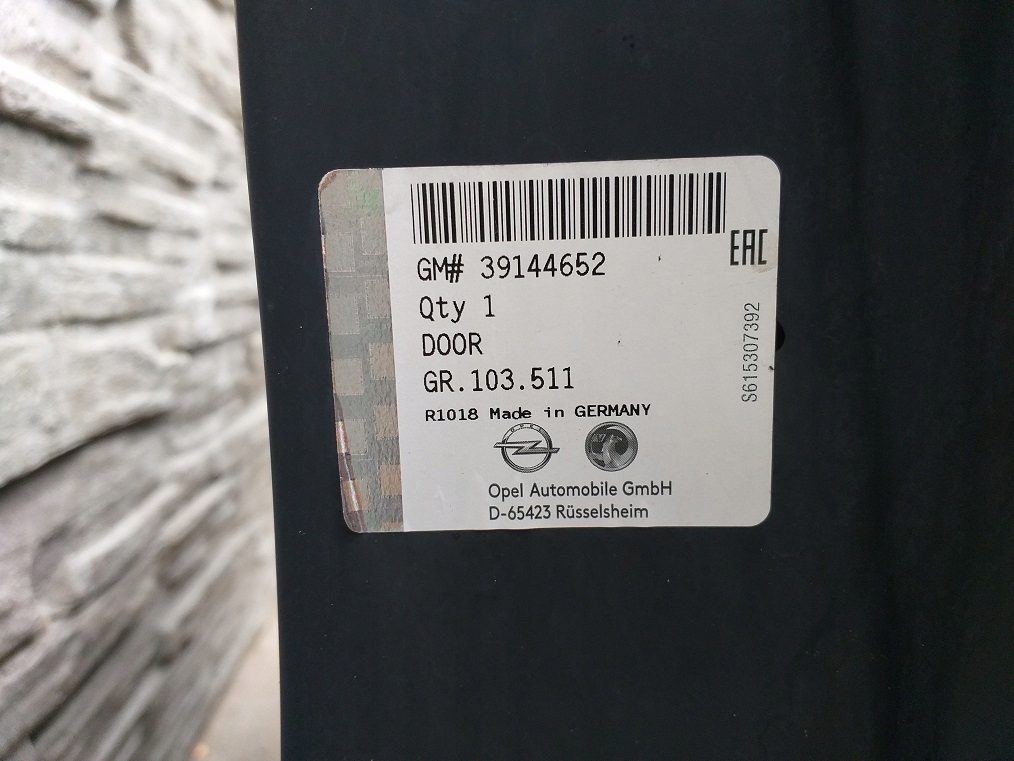 GM# 39144652
EAC
Qty 1
DOOR
GR.103.511
S615307392
R1018 Made in GERMANY
OPEL
Opel Automobile GmbH
D-65423 Rüsselsheim